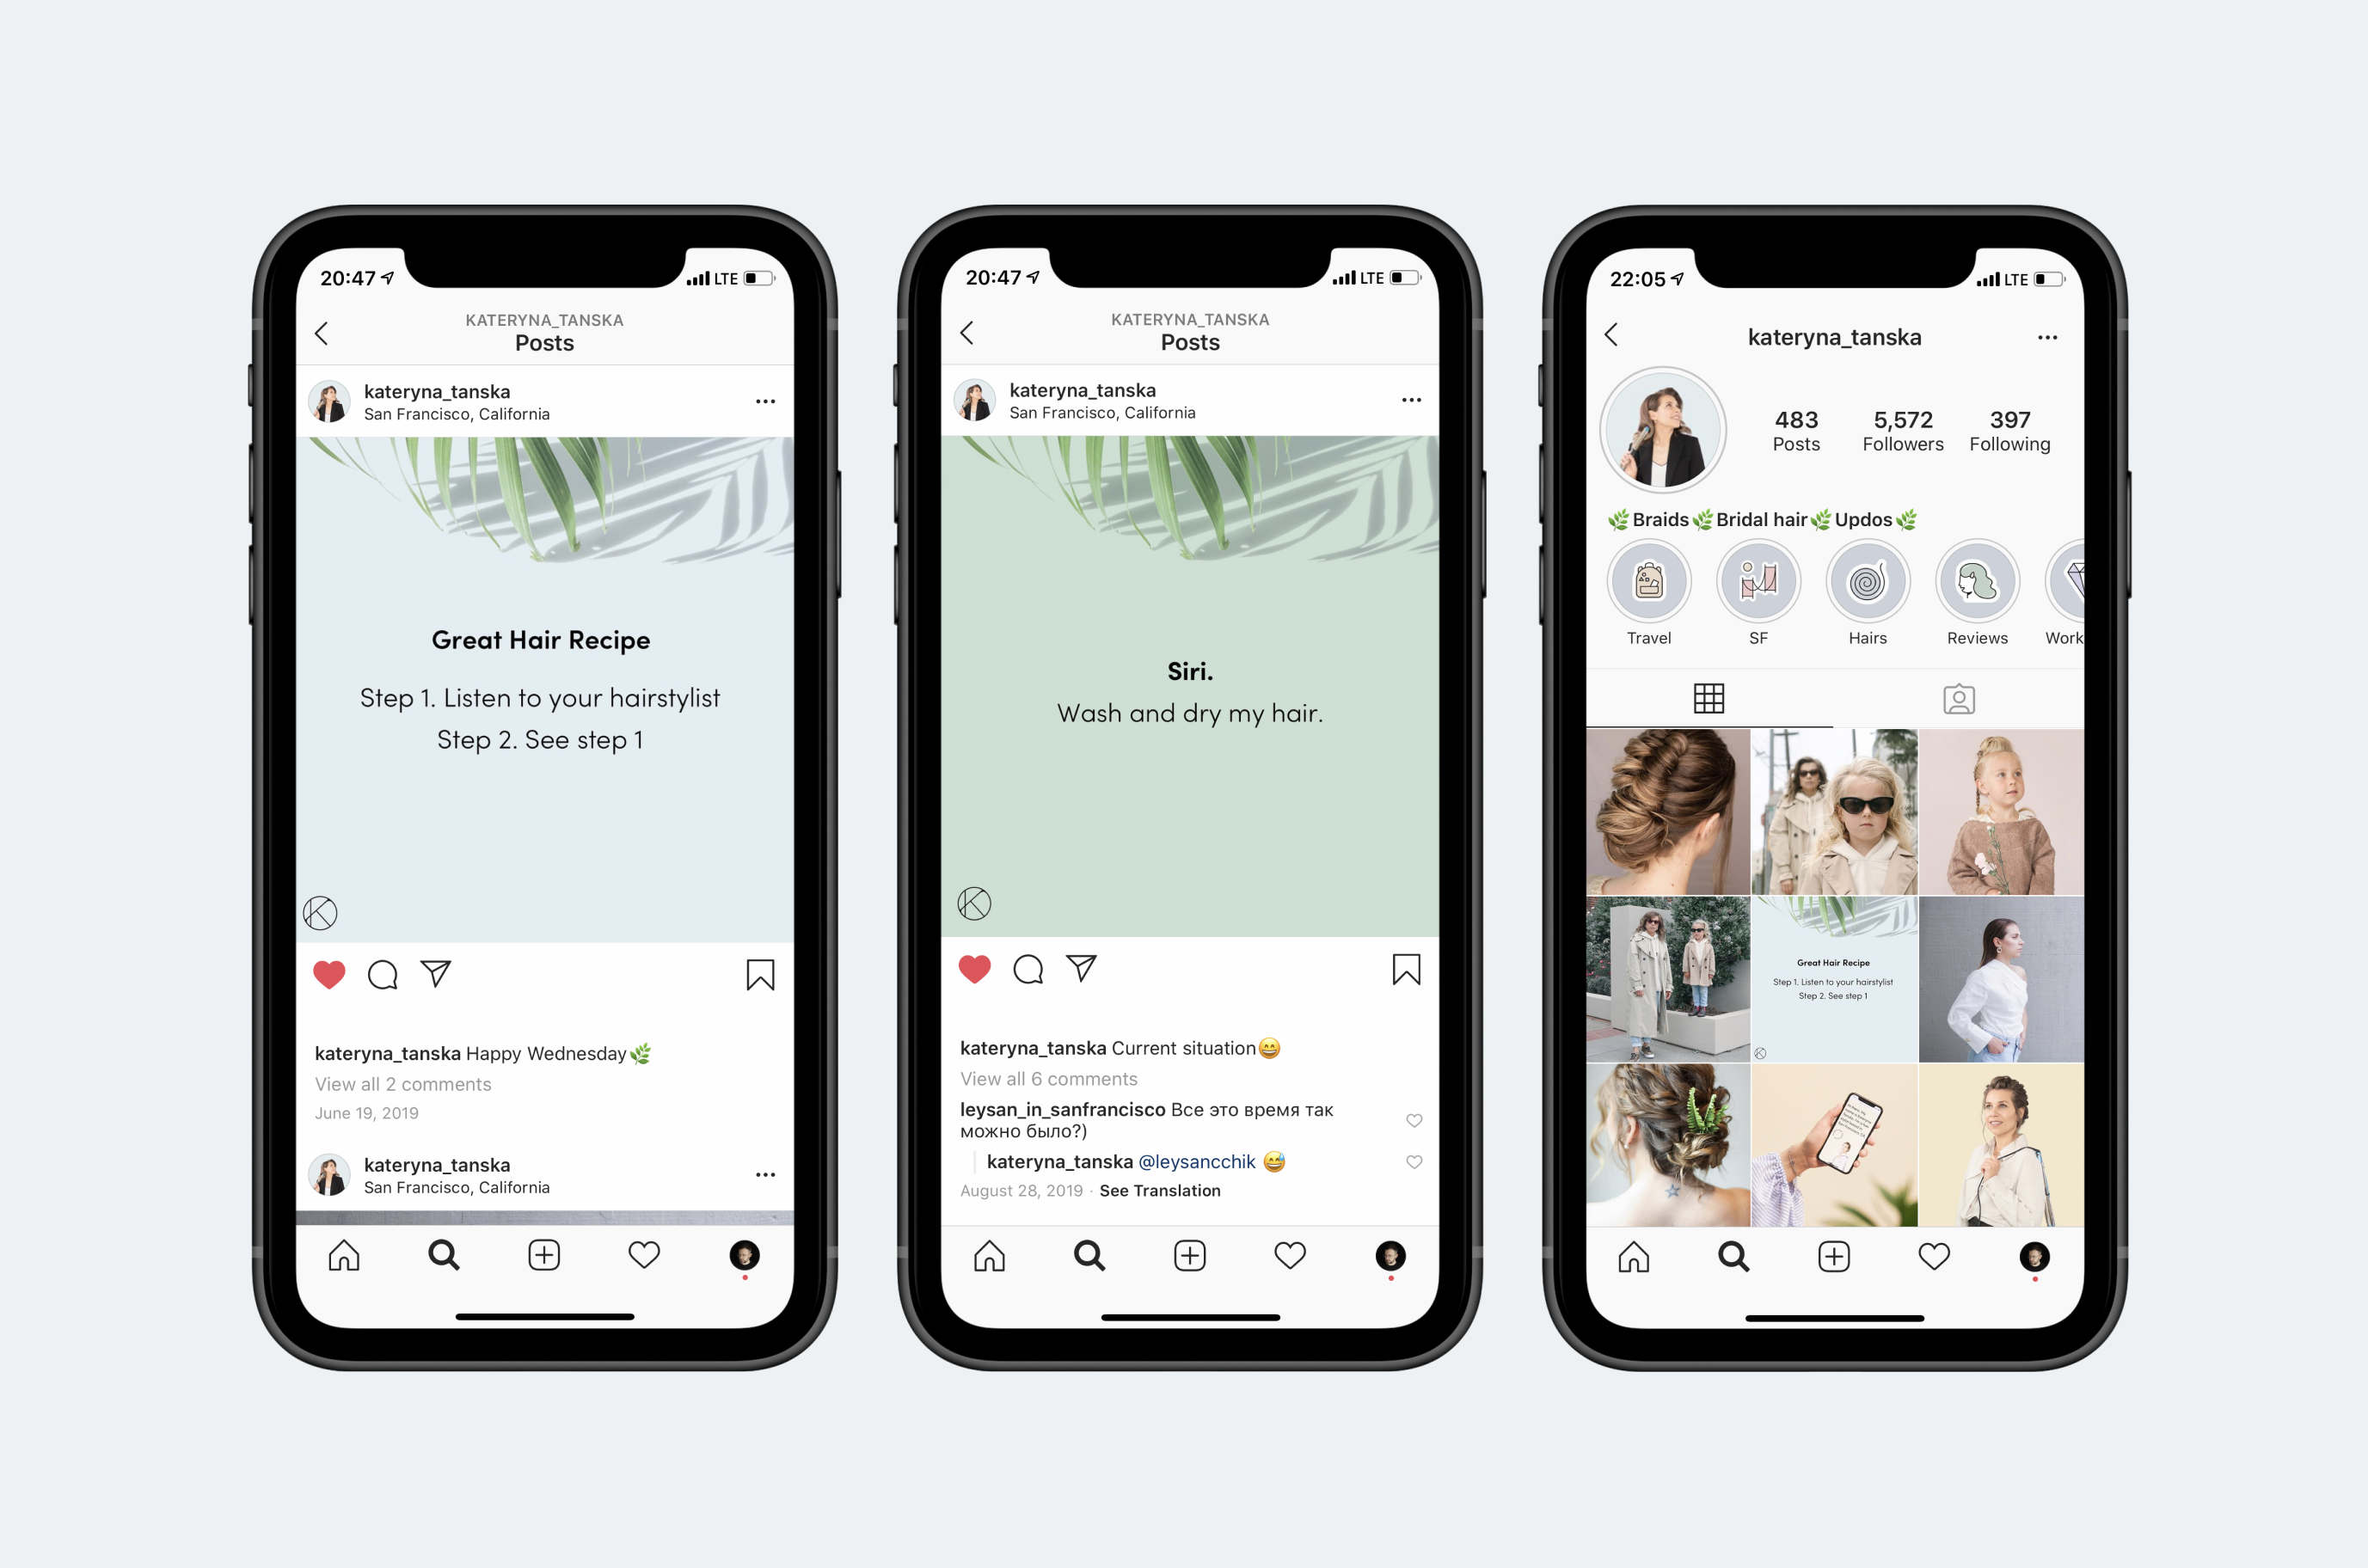 20:47
LTE
KATERYNA_TANSKA
Posts
kateryna_tanska
San Francisco, California
Great Hair Recipe
Step 1. Listen to your hairstylist
Step 2. See step 1
K
kateryna_tanska Happy Wednesday🌿
View all 2 comments
June 19, 2019
kateryna_tanska
San Francisco, California
20:47
LTE
KATERYNA_TANSKA
Posts
kateryna_tanska
San Francisco, California
Siri.
Wash and dry my hair.
K
kateryna_tanska Current situation😄
View all 6 comments
leysan_in_sanfrancisco Все это время так
можно было?)
kateryna_tanska @leysancchik 😅
August 28, 2019 · See Translation
22:05
LTE
kateryna_tanska
483 5,572 397
Posts Followers Following
🌿Braids🌿Bridal hair🌿Updos🌿
Travel SF Hairs Reviews Work
Great Hair Recipe
Step 1. Listen to your hairstylist
Step 2. See step 1
K